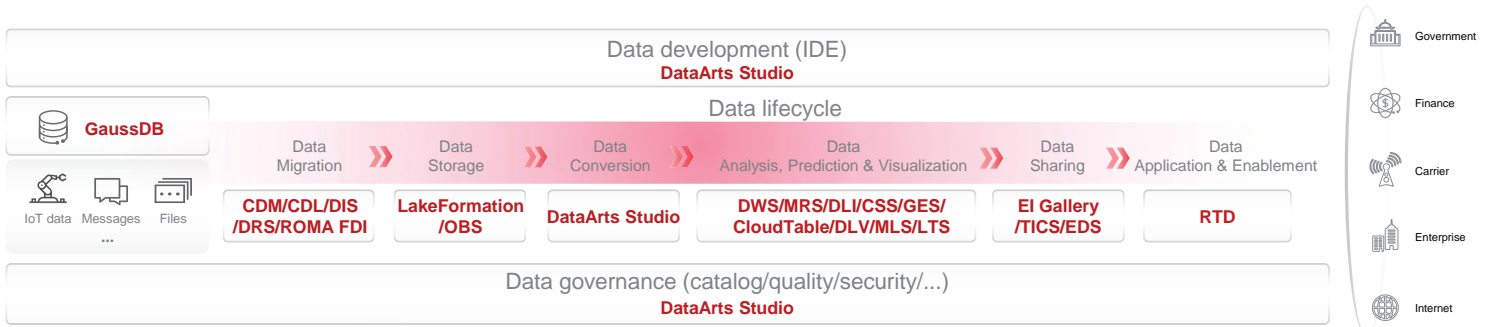 Data development (IDE)
DataArts Studio
GaussDB
IoT data
Messages
Files
...
Data lifecycle
Data
Migration
Data
Storage
Data
Conversion
Data
Analysis, Prediction & Visualization
Data
Sharing
Data
Application & Enablement
CDM/CDL/DIS
/DRS/ROMA FDI
LakeFormation
/OBS
DataArts Studio
DWS/MRS/DLI/CSS/GES/
CloudTable/DLV/MLS/LTS
EI Gallery
/TICS/EDS
RTD
Data governance (catalog/quality/security/...)
DataArts Studio
Government
$
Finance
Carrier
Enterprise
Internet